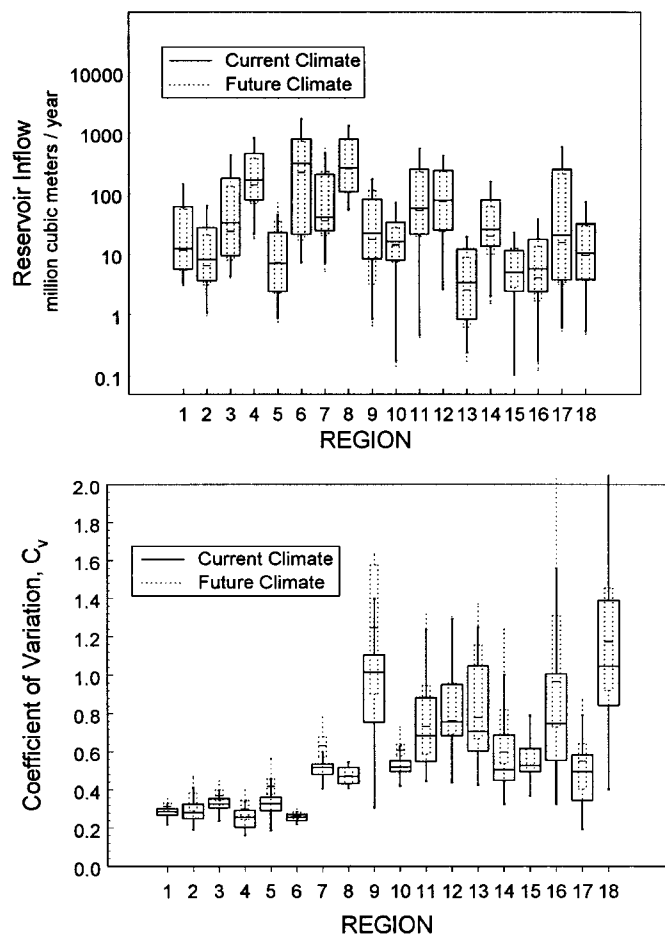 Reservoir Inflow
million cubic meters / year
Current Climate
Future Climate
10000
1000
100
10
1
0.1
1 2 3 4 5 6 7 8 9 10 11 12 13 14 15 16 17 18
REGION
Coefficient of Variation, Cv
2.0
Current Climate
Future Climate
1.8
1.6
1.4
1.2
1.0
0.8
0.6
0.4
0.2
0.0
1 2 3 4 5 6 7 8 9 10 11 12 13 14 15 16 17 18
REGION